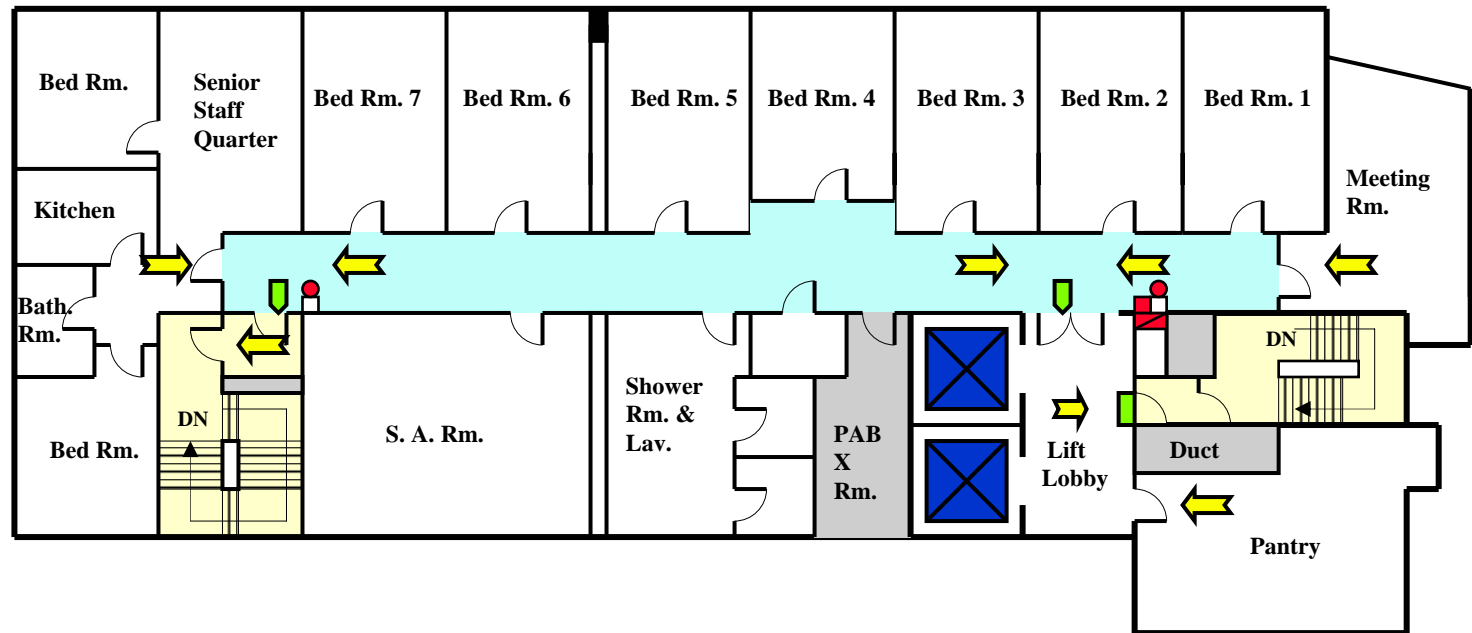 Bed Rm.
Senior
Staff
Quarter
Bed Rm. 7
Bed Rm. 6
Bed Rm. 5
Bed Rm. 4
Bed Rm. 3
Bed Rm. 2
Bed Rm. 1
Meeting
Rm.
Kitchen
Bath.
Rm.
DN
Bed Rm.
S. A. Rm.
Shower
Rm. &
Lav.
PAB
X
Rm.
Lift
Lobby
DN
Duct
Pantry